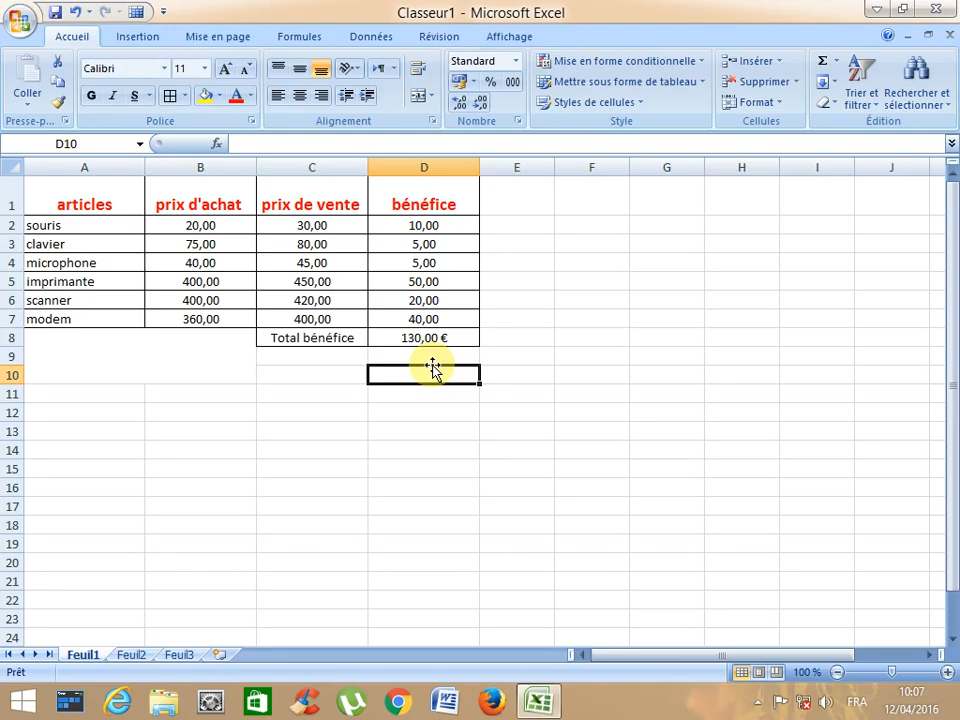 Classeur1 - Microsoft Excel
Accueil Insertion Mise en page Formules Données Révision Affichage
Coller
Calibri 11
G I S
Standard
% 000
Mise en forme conditionnelle
Mettre sous forme de tableau
Styles de cellules
Insérer
Supprimer
Format
Σ
Trier et filtrer
Rechercher et sélectionner
Presse-p... Police Alignement Nombre Style Cellules Édition
D10 fx
A B C D E F G H I J
1 articles prix d'achat prix de vente bénéfice
2 souris 20,00 30,00 10,00
3 clavier 75,00 80,00 5,00
4 microphone 40,00 45,00 5,00
5 imprimante 400,00 450,00 50,00
6 scanner 400,00 420,00 20,00
7 modem 360,00 400,00 40,00
8 Total bénéfice 130,00 €
9
10
11
12
13
14
15
16
17
18
19
20
21
22
23
24
Feuil1 Feuil2 Feuil3
Prêt 100 %
FRA 10:07
12/04/2016